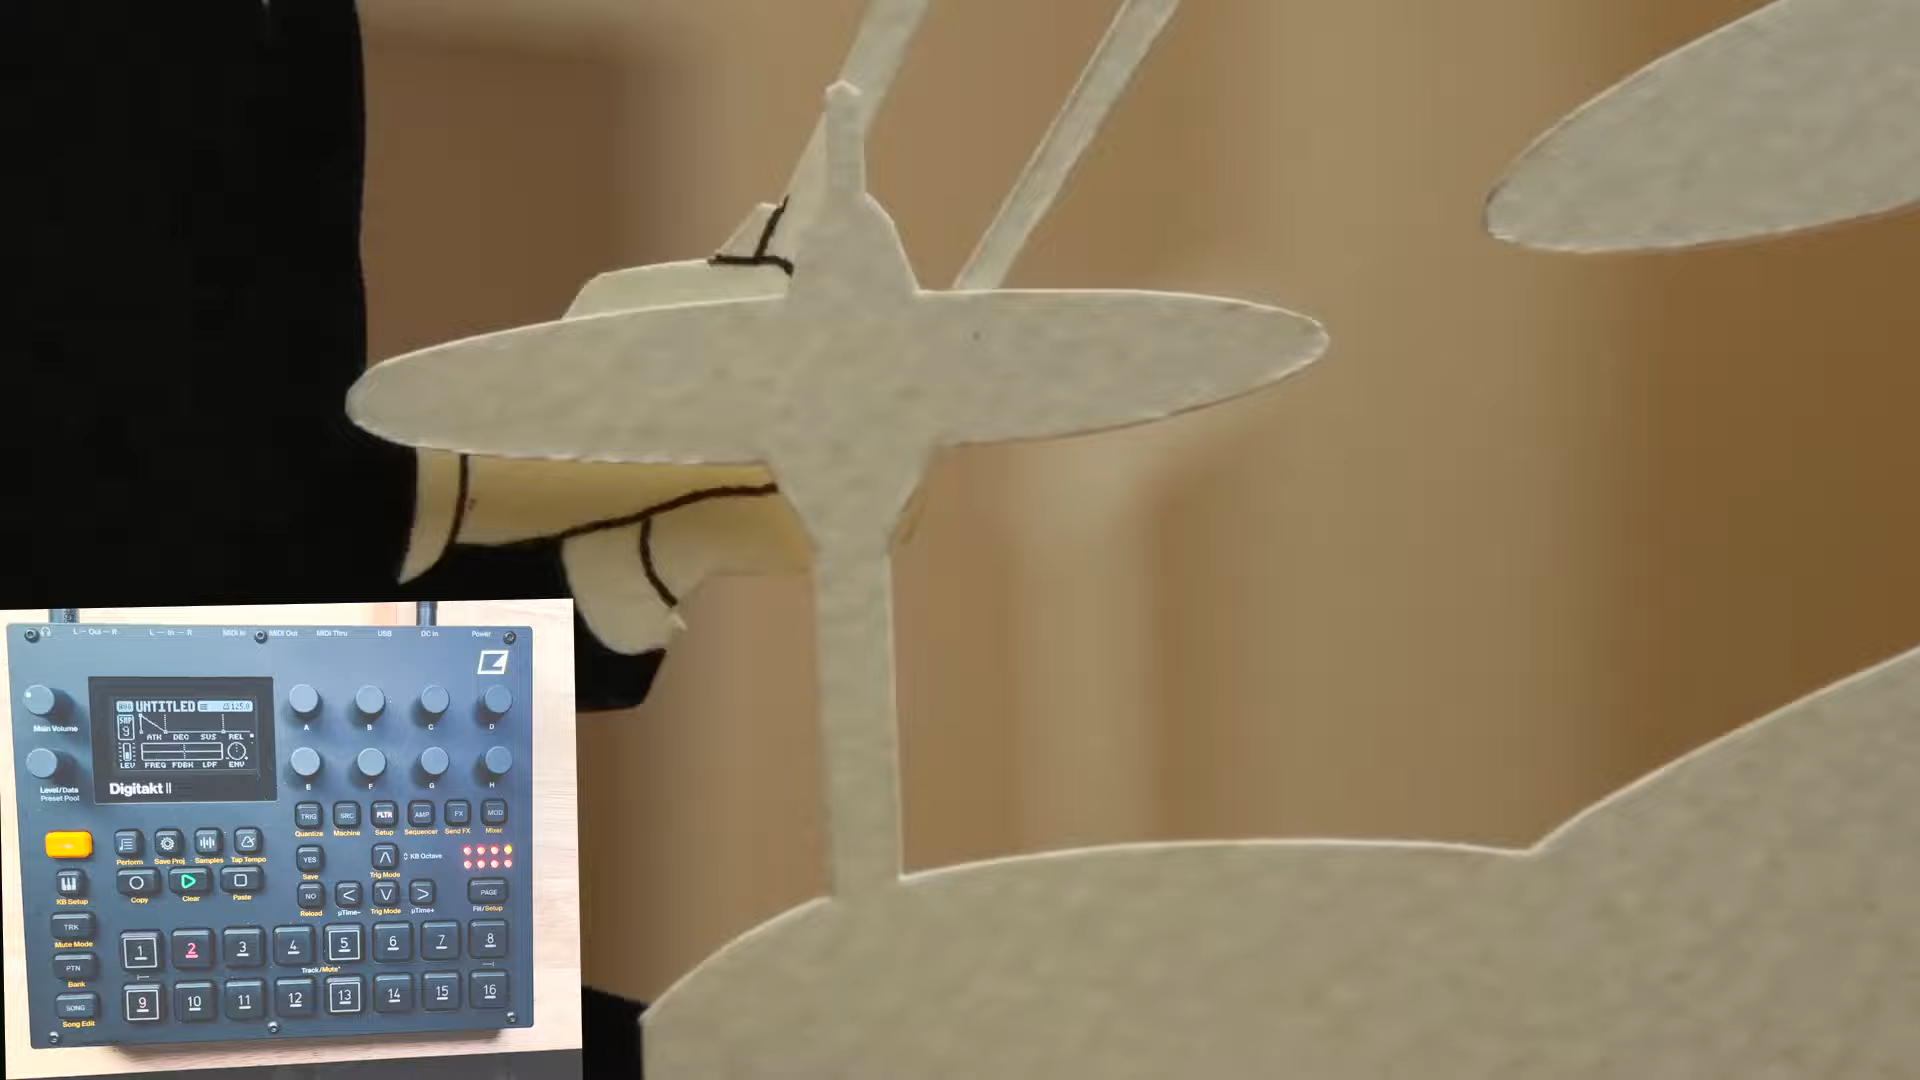 L — Out — R L — In — R MIDI In MIDI Out MIDI Thru USB DC In Power
UNTITLED 125.0
ATK DEC SUS REL
LEV FREQ FDBK LPF ENV
Digitakt II
Main Volume
Level/Data
Preset Pool
A B C D
E F G H
TRIG SRC FLTR AMP FX MOD
Quantize Machine Setup Sequencer Send FX Mixer
Perform Save Proj Samples Tap Tempo
YES KB Octave
Save Trig Mode
Copy Clear Paste
NO < V > PAGE
Reload µTime− Trig Mode µTime+ Fill/Setup
KB Setup
TRK
Mute Mode
PTN
Bank
SONG
Song Edit
1 2 3 4 5 6 7 8
Track/Mute
9 10 11 12 13 14 15 16